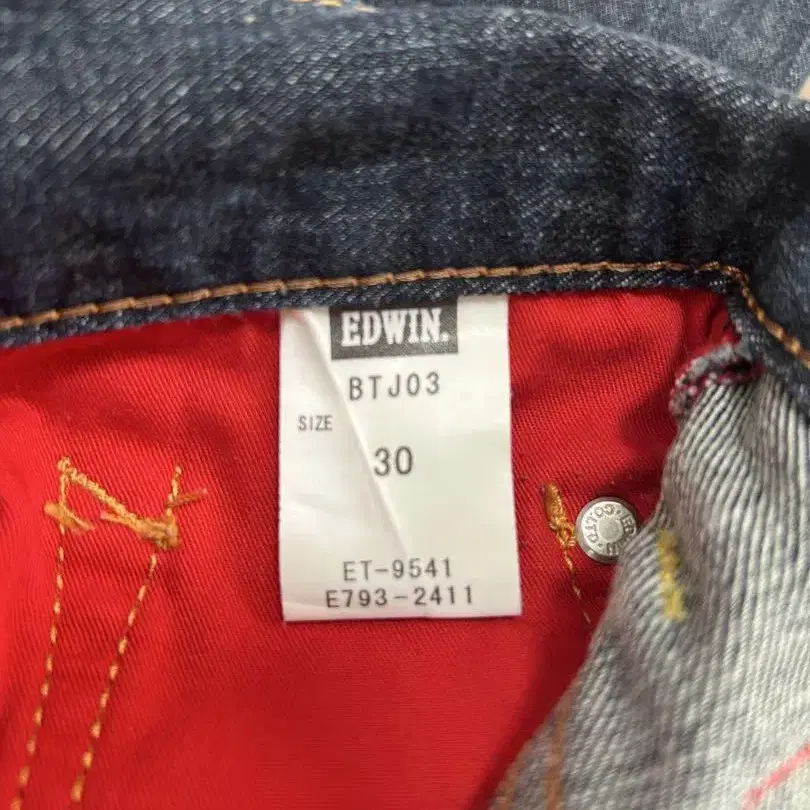 EDWIN.
BTJ03
SIZE
30
ET-9541
E793-2411